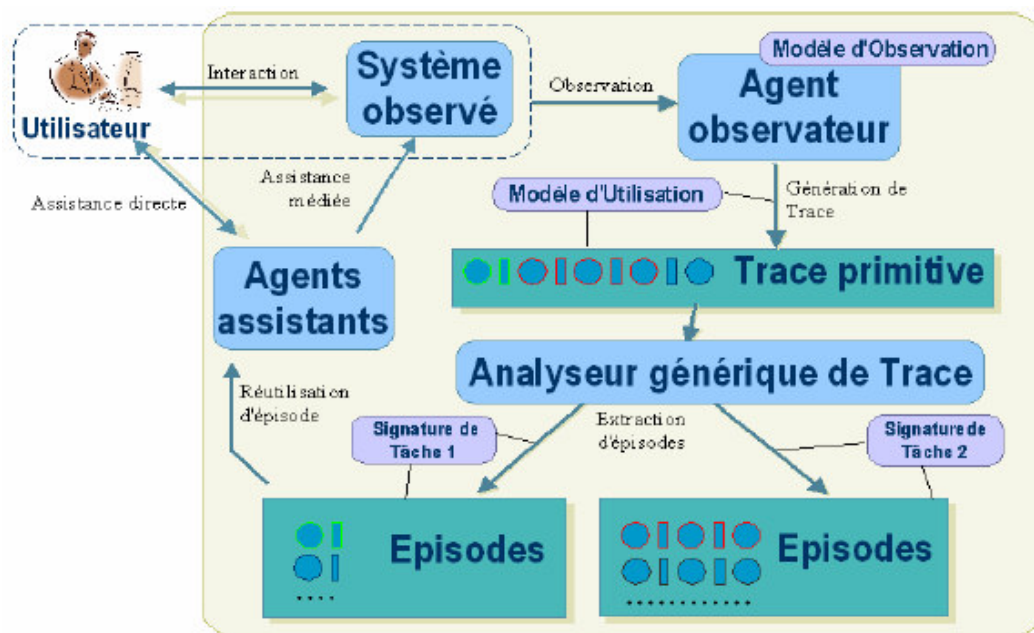 Utilisateur
Interaction
Système
observé
Observation
Modèle d'Observation
Agent
observateur
Assistance directe
Assistance
médiée
Modèle d'Utilisation
Génération de
Trace
Agents
assistants
Trace primitive
Analyseur générique de Trace
Réutilisation
d'épisode
Signature de
Tâche 1
Extraction
d'épisodes
Signature de
Tâche 2
Episodes
....
Episodes
............